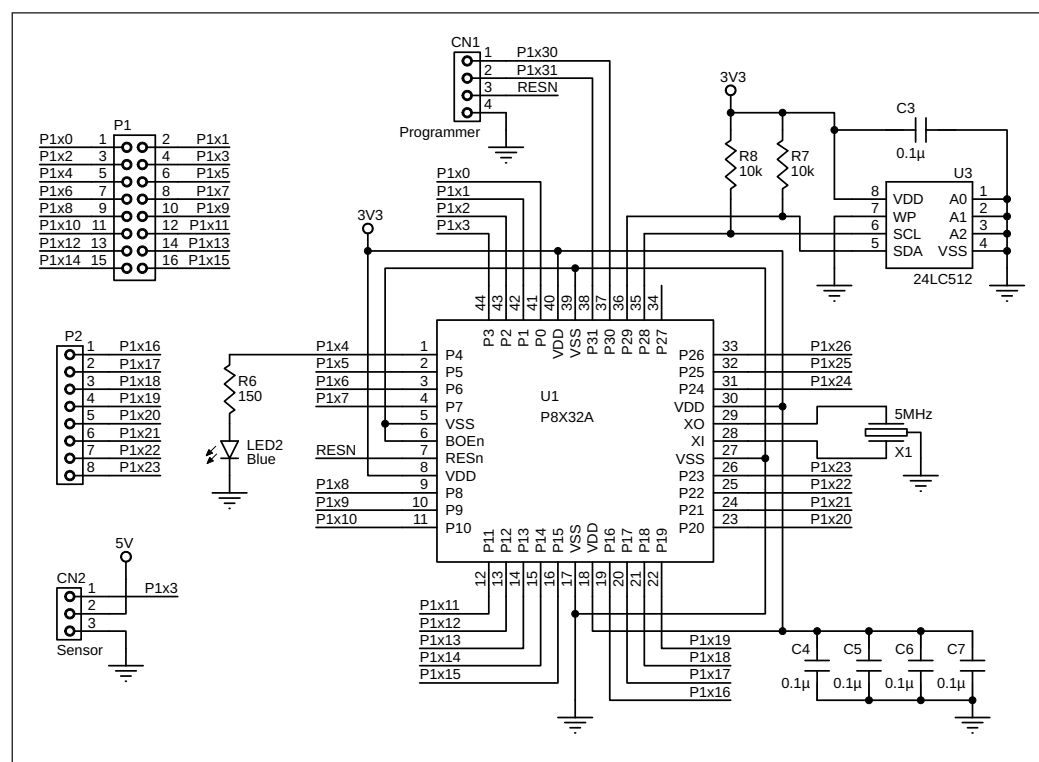 CN1
1 P1x30
2 P1x31
3 RESN
4
Programmer
P1
P1x0 1 2 P1x1
P1x2 3 4 P1x3
P1x4 5 6 P1x5
P1x6 7 8 P1x7
P1x8 9 10 P1x9
P1x10 11 12 P1x11
P1x12 13 14 P1x13
P1x14 15 16 P1x15
3V3
C3
0.1µ
R8
10k
R7
10k
U3
8 VDD A0 1
7 WP A1 2
6 SCL A2 3
5 SDA VSS 4
24LC512
P1x0
P1x1
P1x2
P1x3
3V3
44 43 42 41 40 39 38 37 36 35 34
P3 P2 P1 P0 VDD VSS P31 P30 P29 P28 P27
P2
1 P1x16
2 P1x17
3 P1x18
4 P1x19
5 P1x20
6 P1x21
7 P1x22
8 P1x23
R6
150
LED2
Blue
U1
P8X32A
P1x4 1 P4
P1x5 2 P5
P1x6 3 P6
P1x7 4 P7
5 VSS
6 BOEn
RESN 7 RESn
8 VDD
P1x8 9 P8
P1x9 10 P9
P1x10 11 P10
P26 33 P1x26
P25 32 P1x25
P24 31 P1x24
VDD 30
XO 29
XI 28
VSS 27
P23 26 P1x23
P22 25 P1x22
P21 24 P1x21
P20 23 P1x20
5MHz
X1
P11 P12 P13 P14 P15 VSS VDD P16 P17 P18 P19
12 13 14 15 16 17 18 19 20 21 22
5V
CN2
1 P1x3
2
3
Sensor
P1x11
P1x12
P1x13
P1x14
P1x15
P1x19
P1x18
P1x17
P1x16
C4 C5 C6 C7
0.1µ 0.1µ 0.1µ 0.1µ